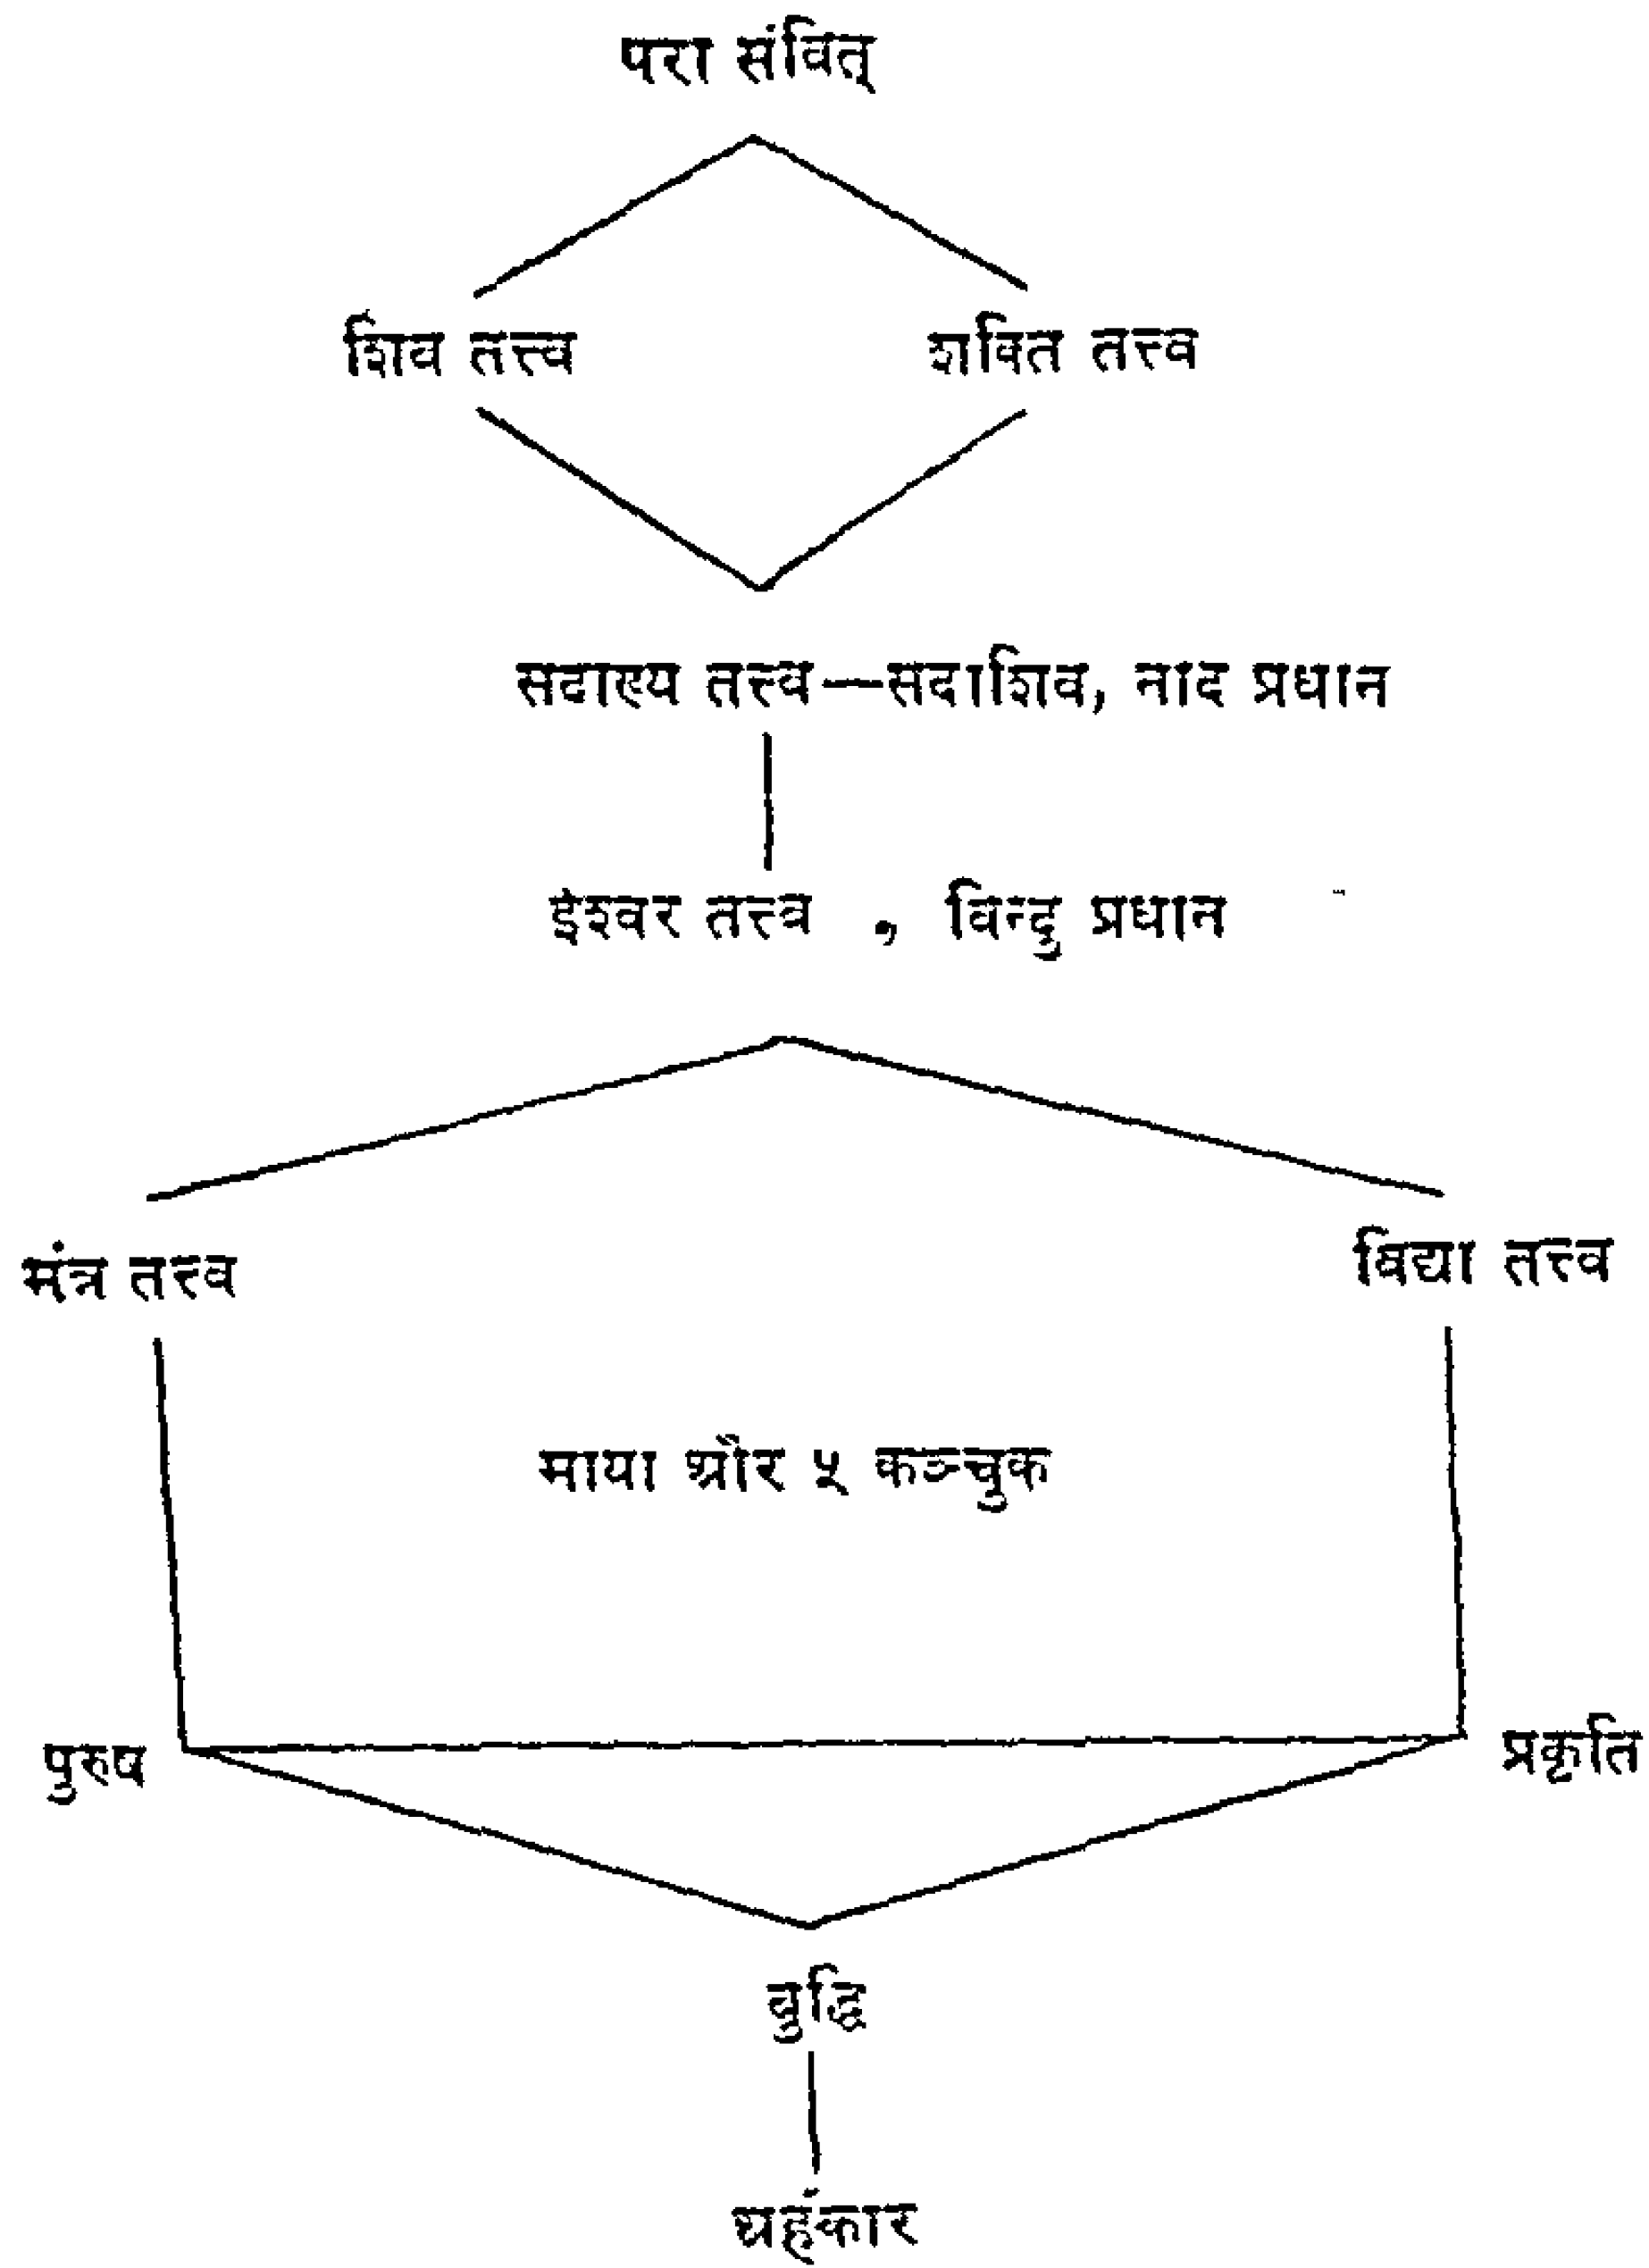 परा संवित्
शिव तत्त्व शक्ति तत्त्व
सदाख्य तत्त्व—सदाशिव, नाद प्रधान
ईश्वर तत्त्व , विन्दु प्रधान
मंत्र तत्त्व विद्या तत्त्व
माया और ५ कञ्चुक
पुरुष प्रकृति
बुद्धि
अहंकार